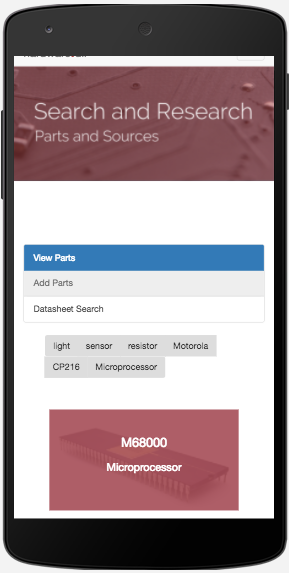 Search and Research
Parts and Sources
View Parts
Add Parts
Datasheet Search
light sensor resistor Motorola
CP216 Microprocessor
M68000
Microprocessor